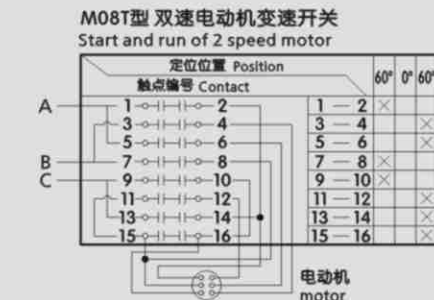 M08T型 双速电动机变速开关
Start and run of 2 speed motor
定位位置 Position
触点编号 Contact
60° 0° 60°
A 1 2 1 — 2 ×
3 4 3 — 4 ×
5 6 5 — 6 ×
B 7 8 7 — 8 ×
C 9 10 9 — 10 ×
11 12 11 — 12 ×
13 14 13 — 14 ×
15 16 15 — 16 ×
电动机
motor